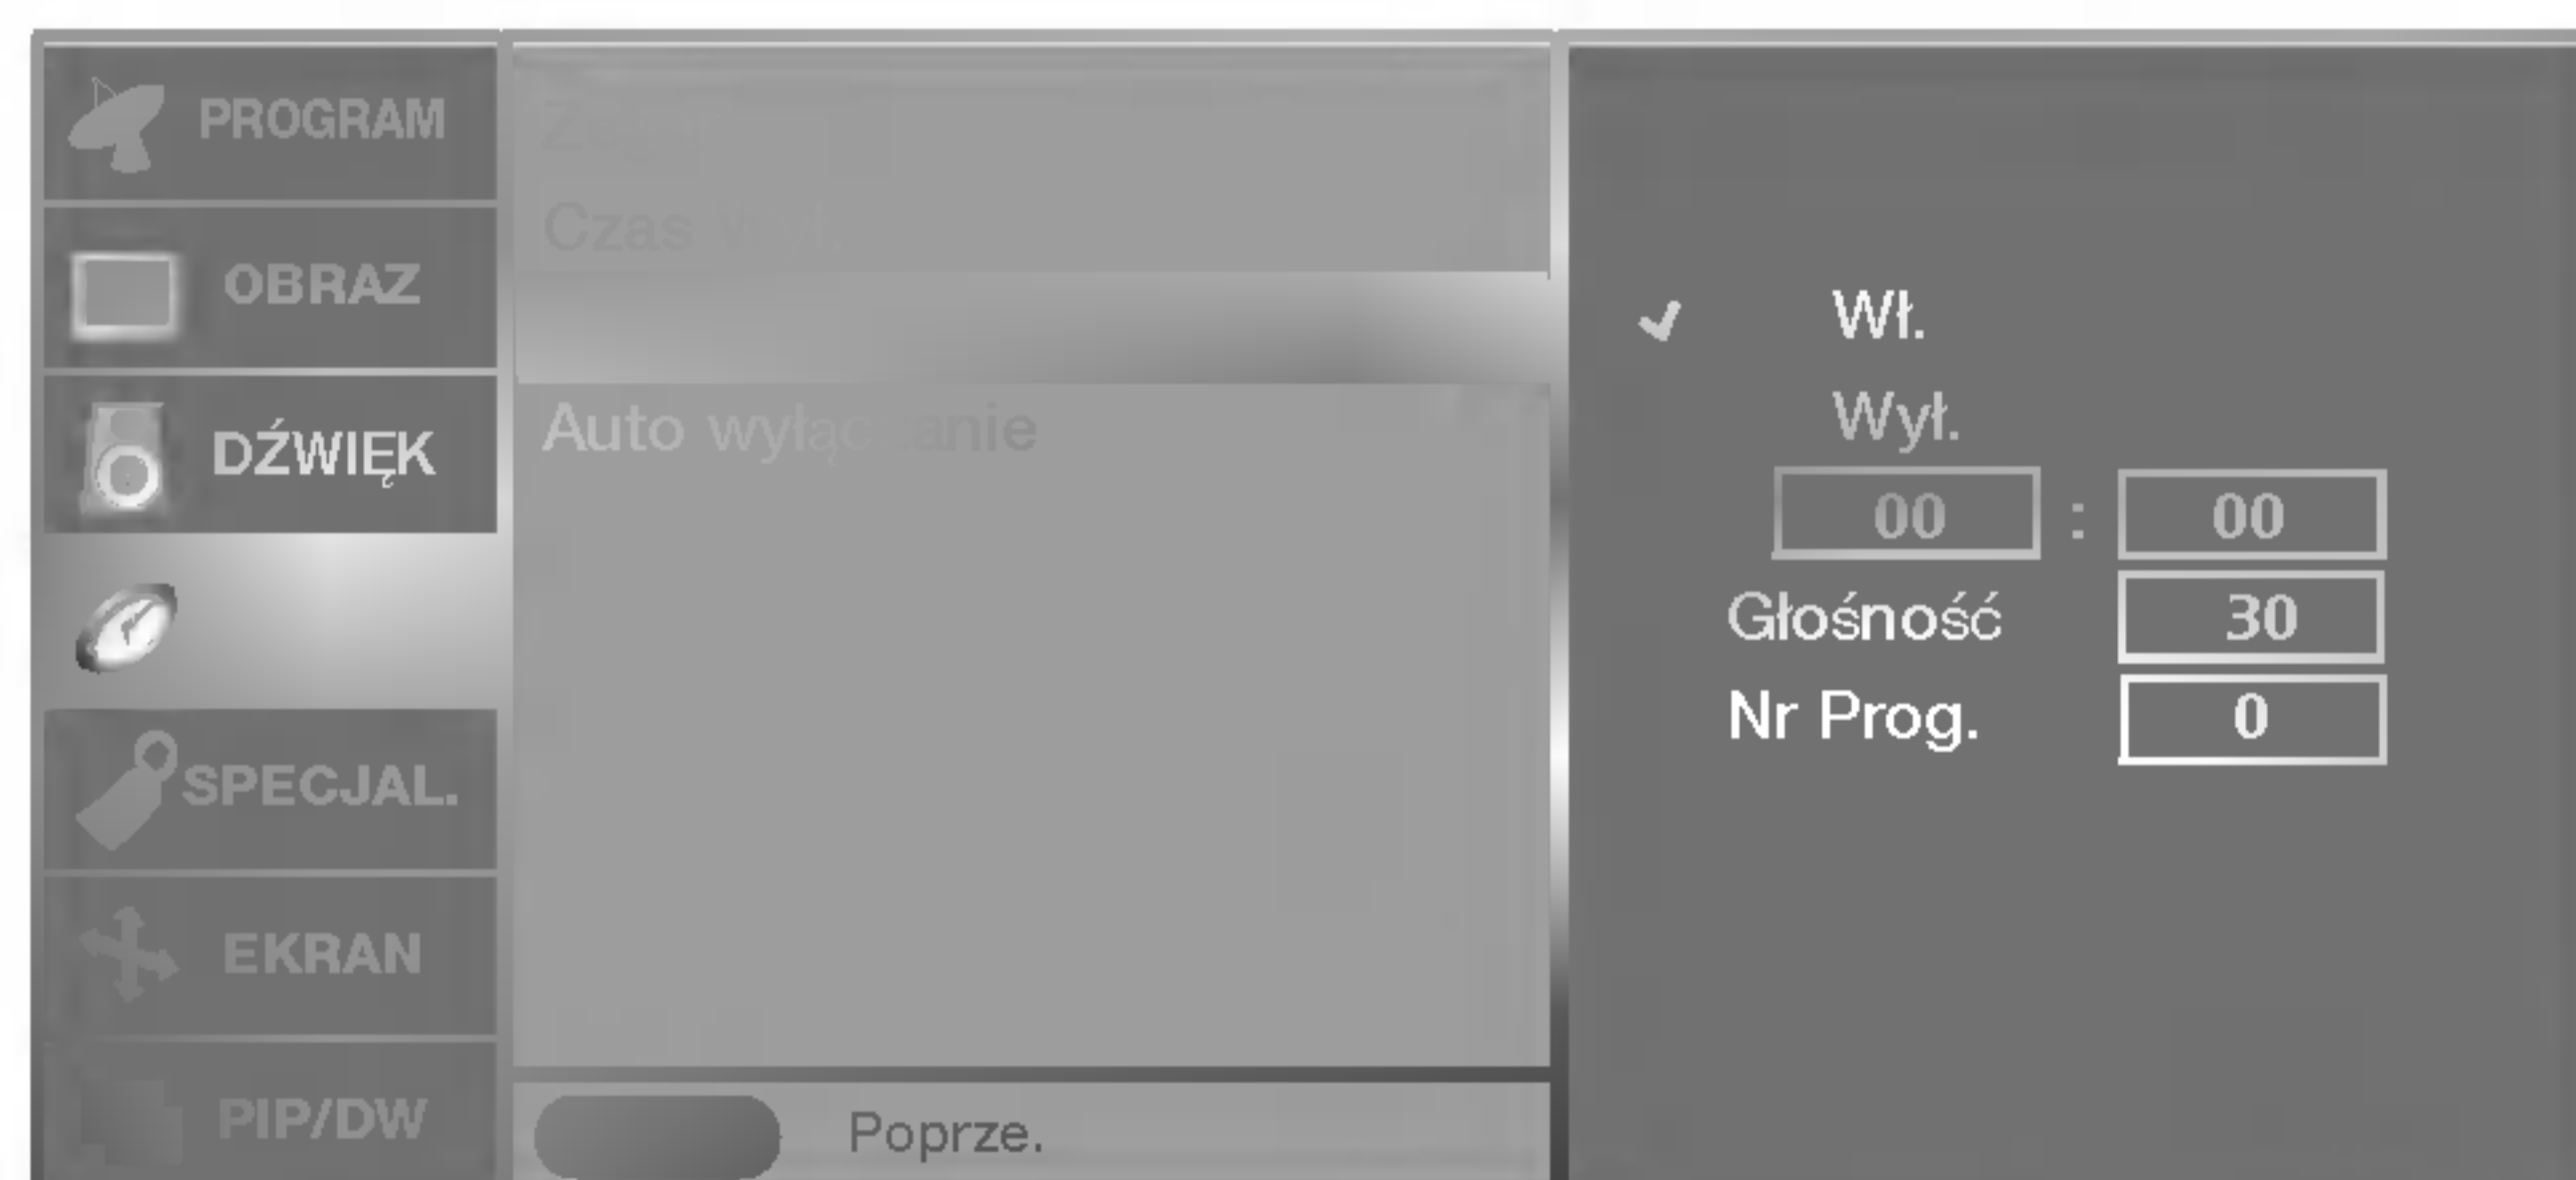 PROGRAM
OBRAZ
DŹWIĘK
SPECJAL.
EKRAN
PIP/DW
Czas
Auto wyłączanie
Poprze.
Wł.
Wył.
00 : 00
Głośność 30
Nr Prog. 0